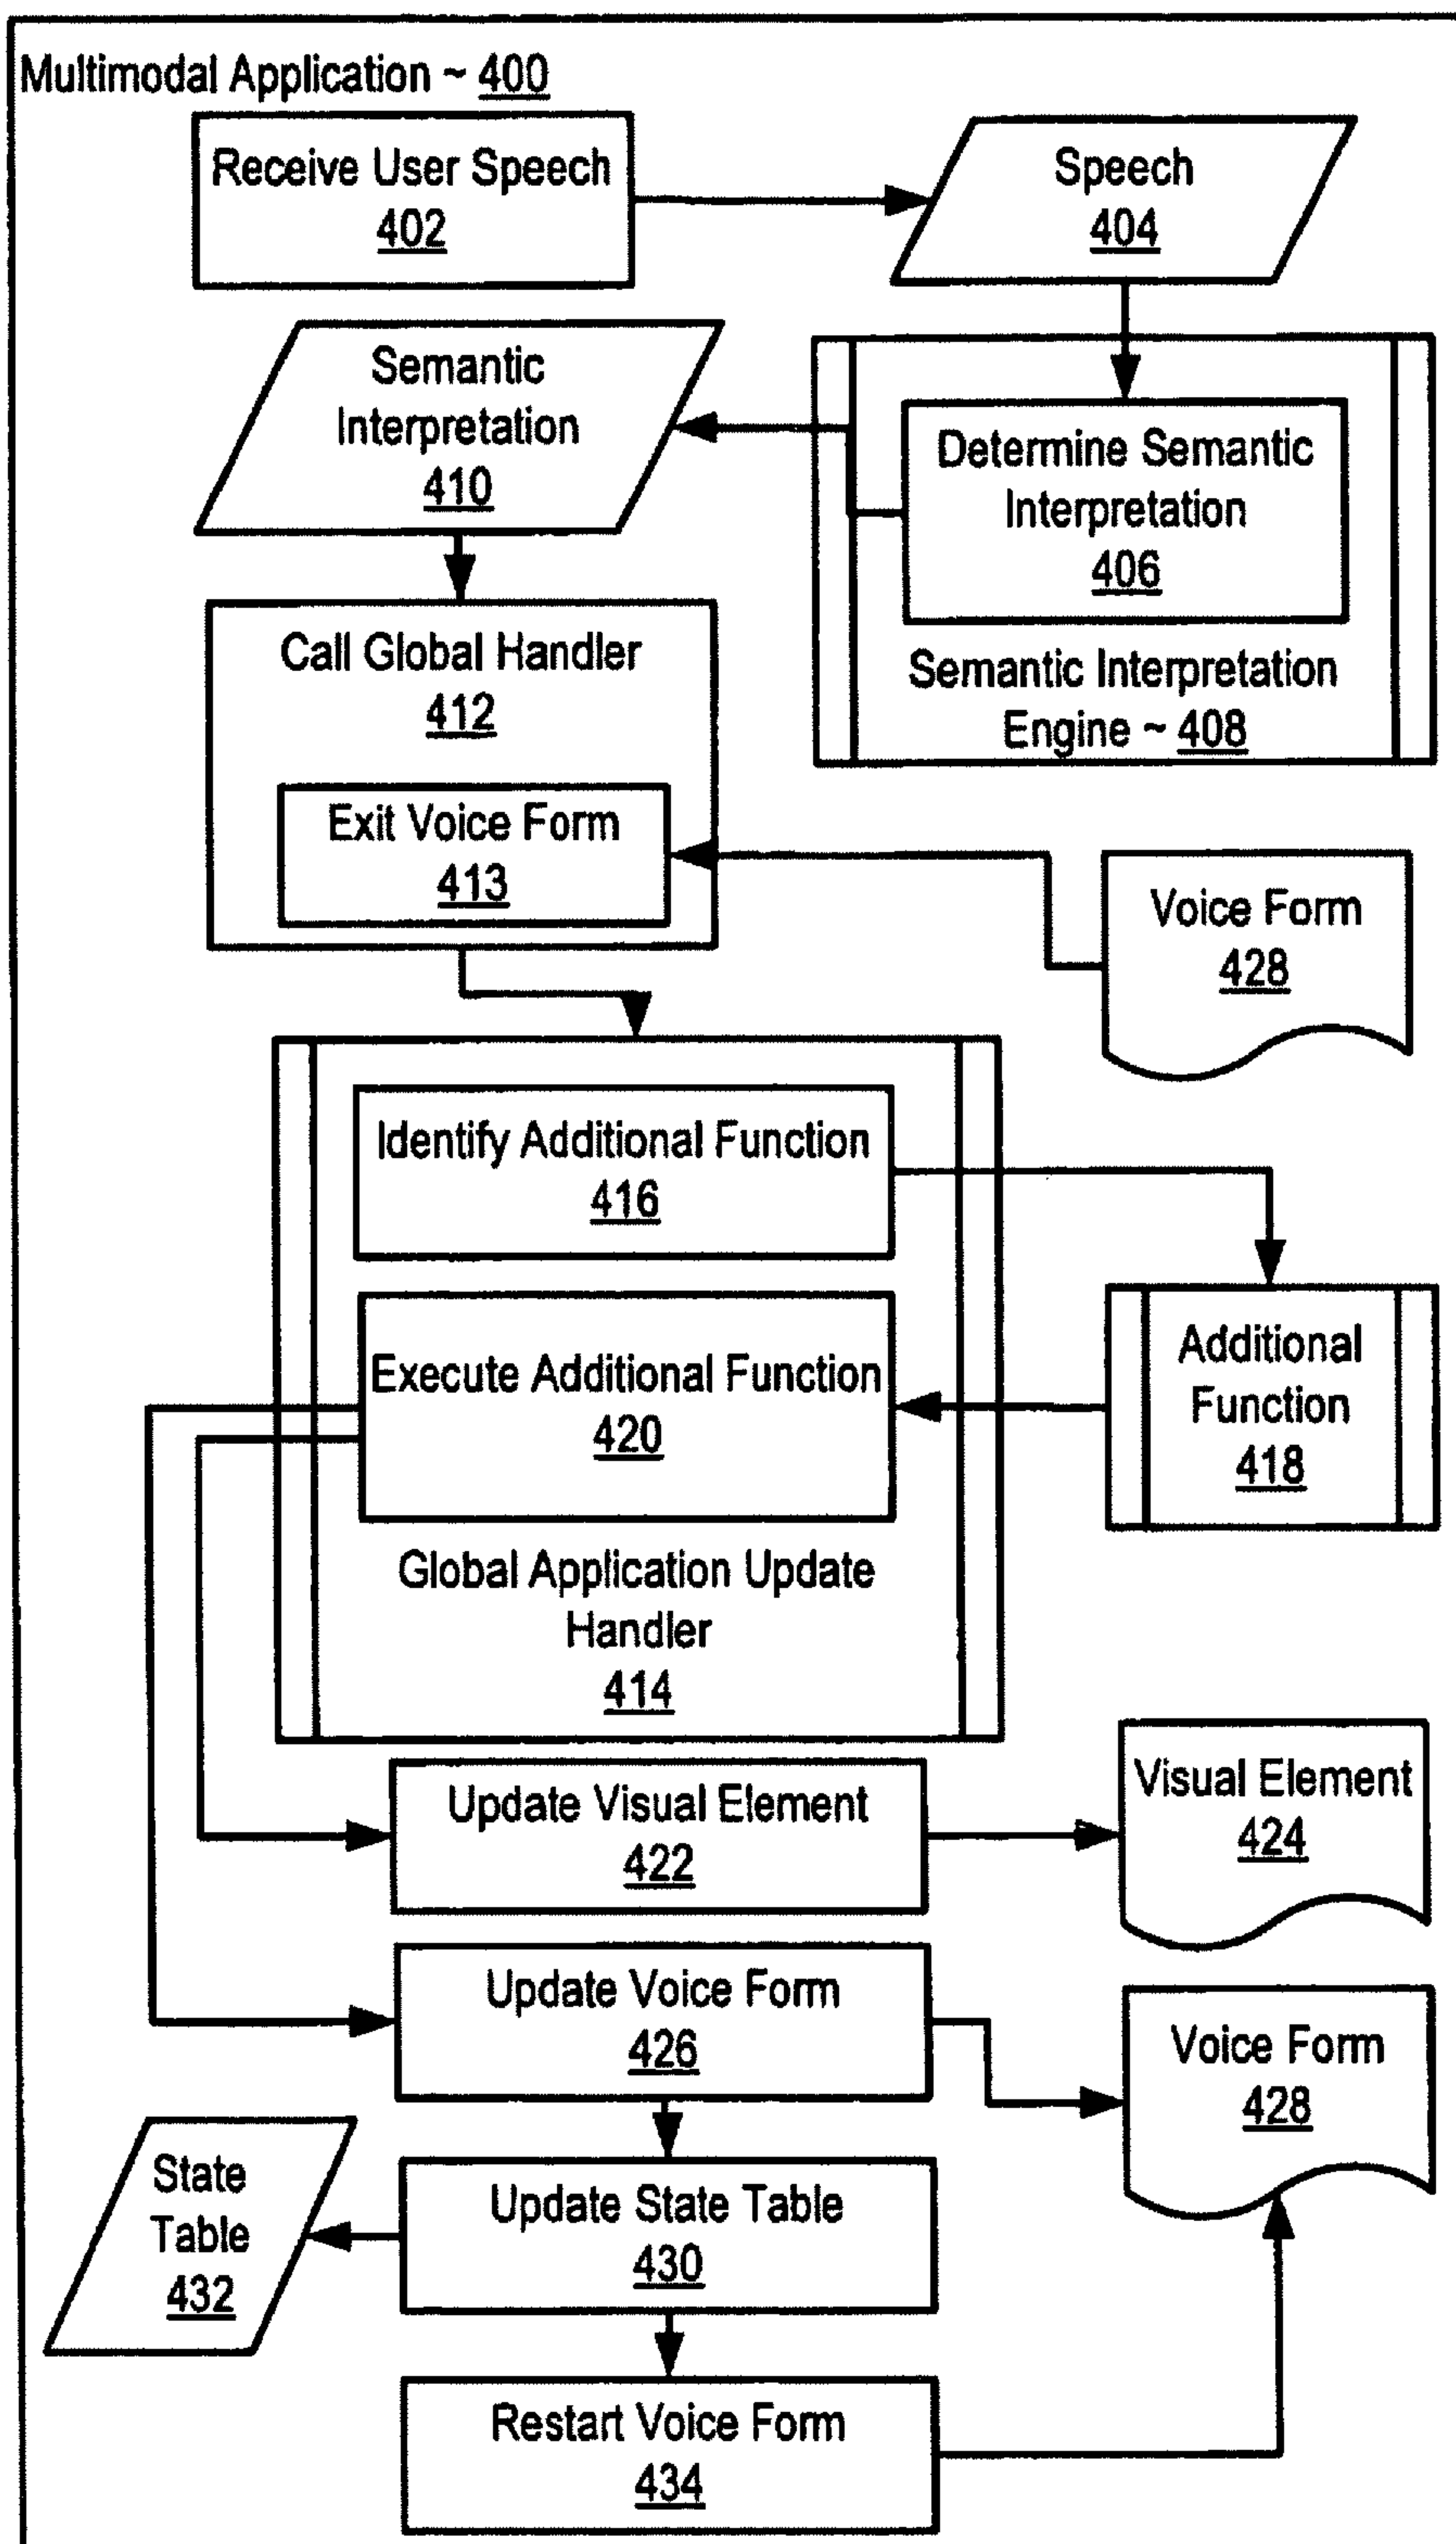 Multimodal Application ~ 400
Receive User Speech
402
Speech
404
Semantic
Interpretation
410
Determine Semantic
Interpretation
406
Semantic Interpretation
Engine ~ 408
Call Global Handler
412
Exit Voice Form
413
Voice Form
428
Identify Additional Function
416
Additional
Function
418
Execute Additional Function
420
Global Application Update
Handler
414
Update Visual Element
422
Visual Element
424
Update Voice Form
426
Voice Form
428
State
Table
432
Update State Table
430
Restart Voice Form
434